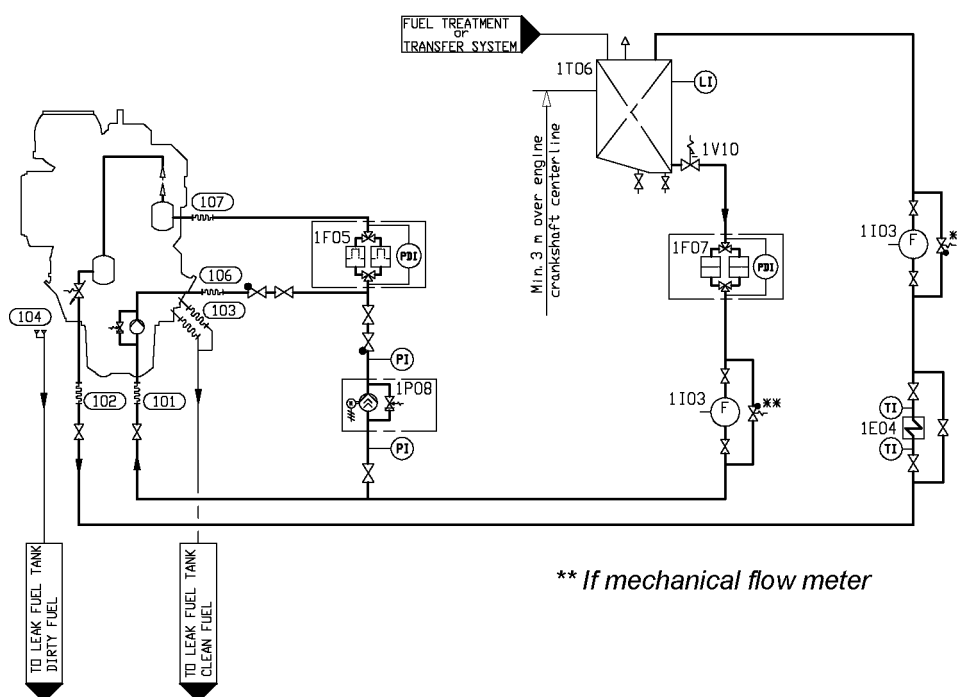 FUEL TREATMENT
or
TRANSFER SYSTEM
1T06
LI
1V10
Min. 3 m over engine
crankshaft centerline
107
1F05
PDI
106
103
104
1F07
PDI
1I03
F
**
PI
1P08
M
102
101
PI
1I03
F
**
TI
1E04
TI
TO LEAK FUEL TANK
DIRTY FUEL
TO LEAK FUEL TANK
CLEAN FUEL
** If mechanical flow meter